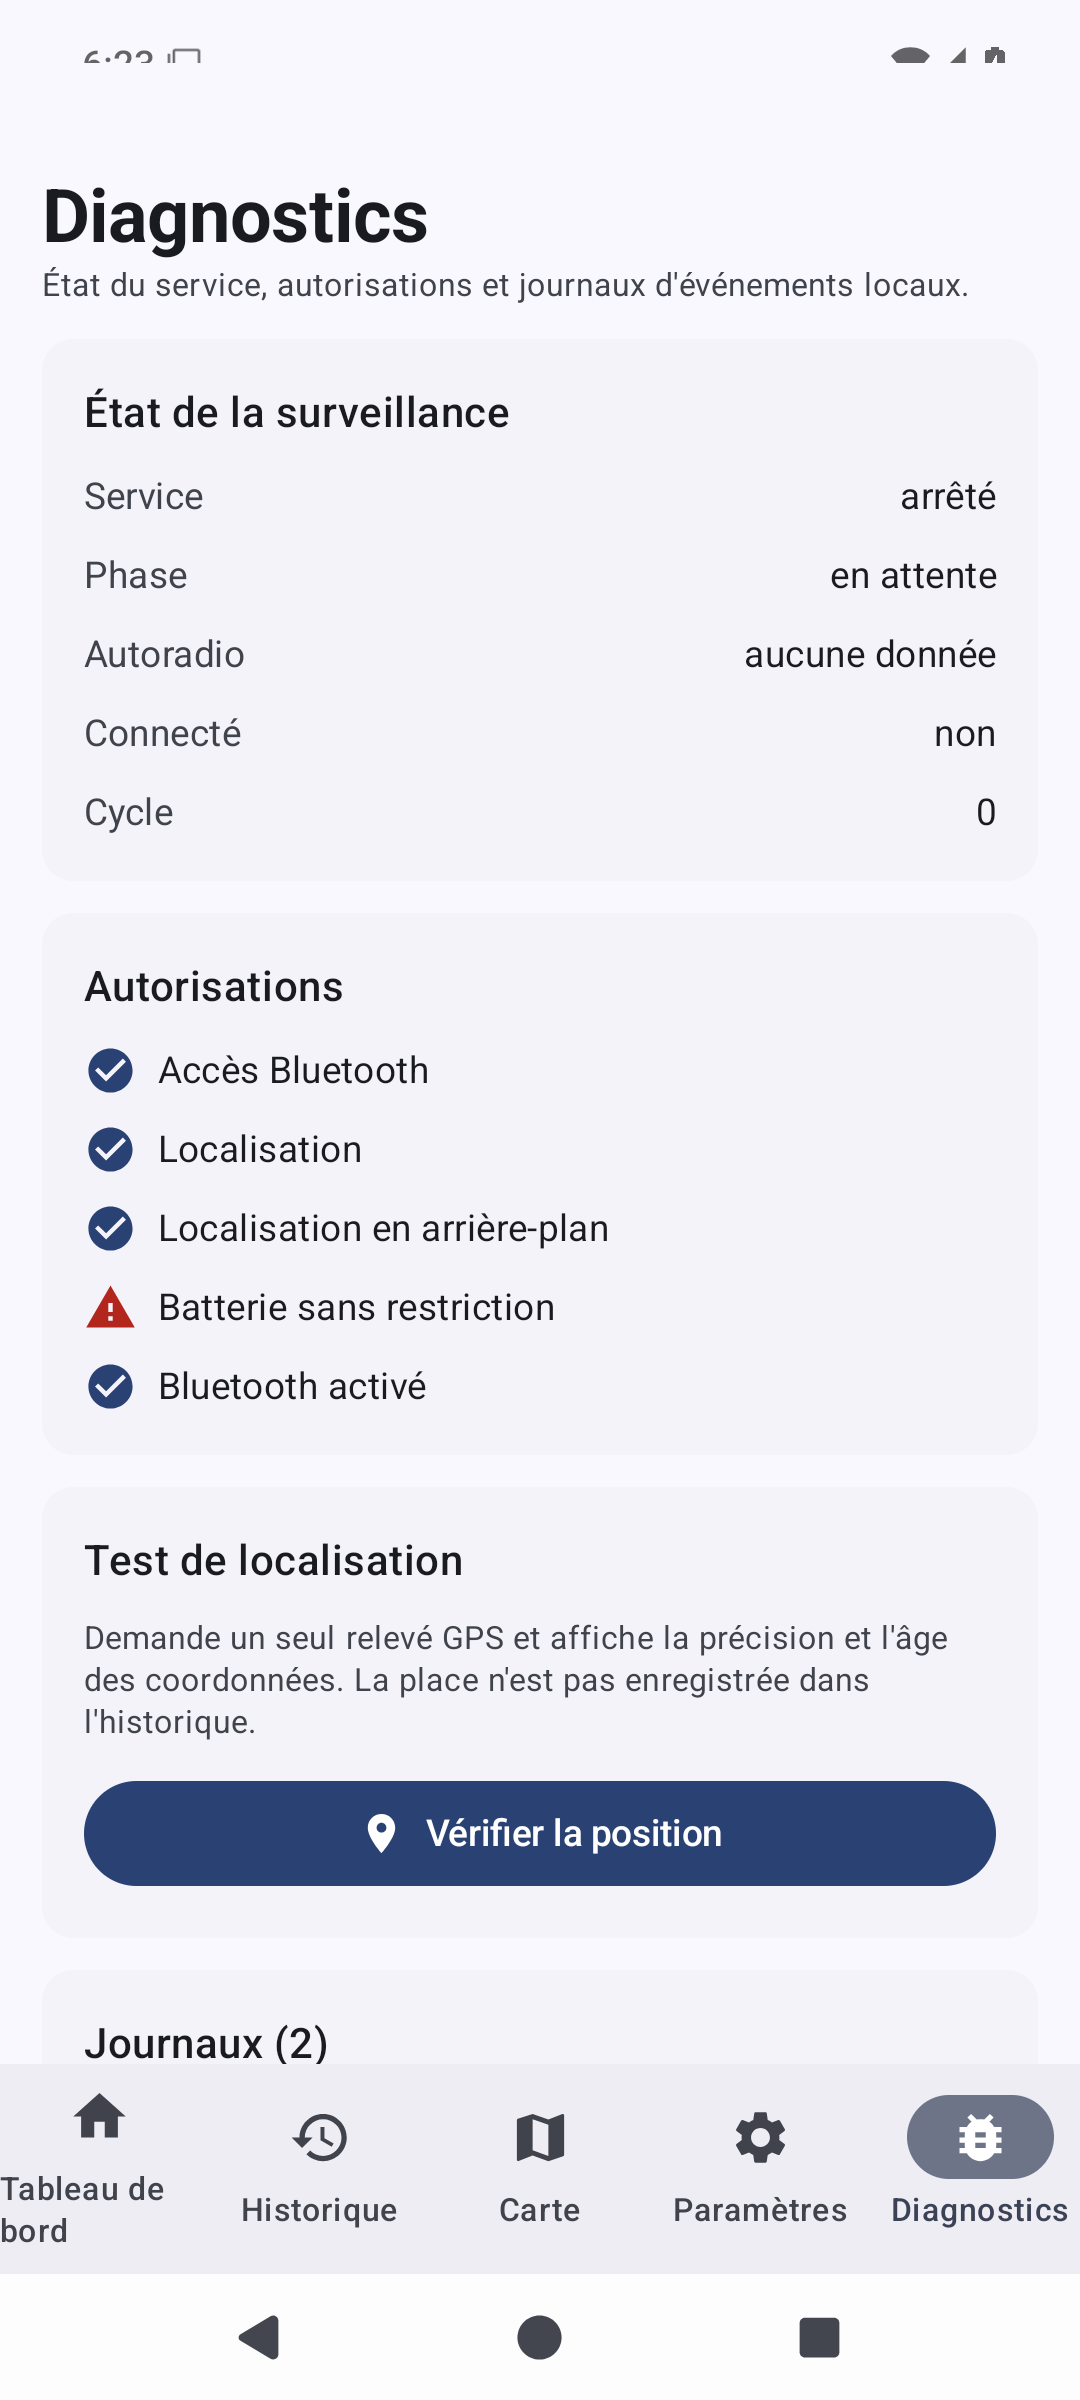 Diagnostics
État du service, autorisations et journaux d'événements locaux.
État de la surveillance
Service arrêté
Phase en attente
Autoradio aucune donnée
Connecté non
Cycle 0
Autorisations
Accès Bluetooth
Localisation
Localisation en arrière-plan
Batterie sans restriction
Bluetooth activé
Test de localisation
Demande un seul relevé GPS et affiche la précision et l'âge
des coordonnées. La place n'est pas enregistrée dans
l'historique.
Vérifier la position
Journaux (2)
Tableau de
bord
Historique
Carte
Paramètres
Diagnostics